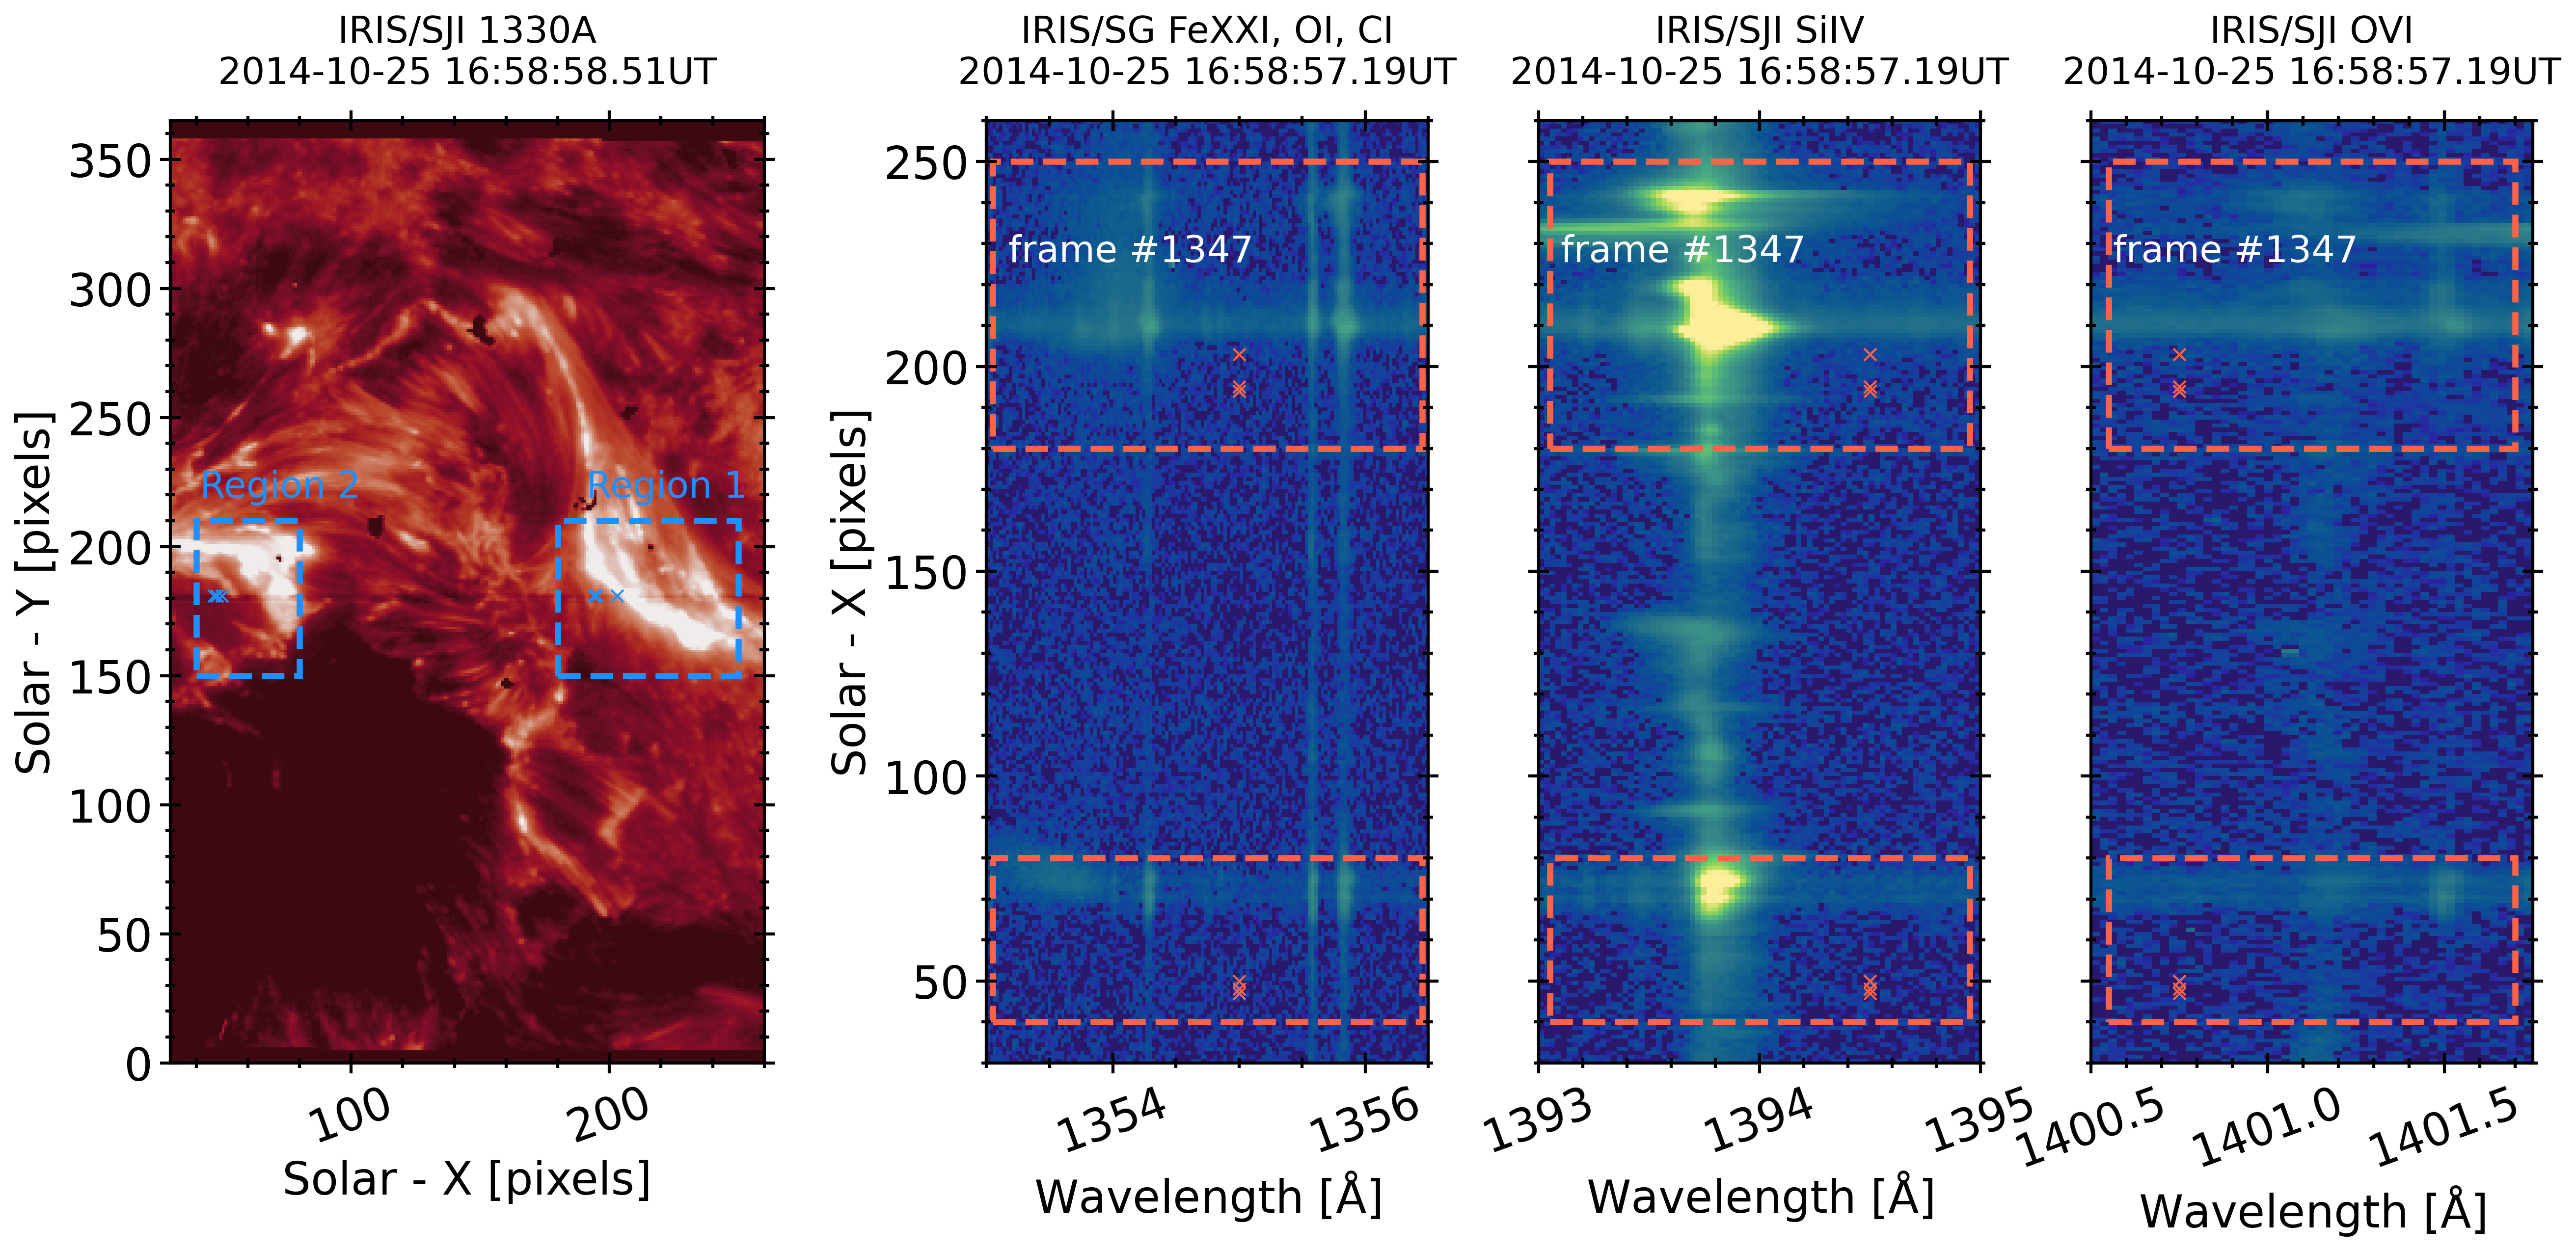 IRIS/SJI 1330A
2014-10-25 16:58:58.51UT
350
300
250
200
150
100
50
0
Solar - Y [pixels]
Region 2
Region 1
100
200
Solar - X [pixels]
IRIS/SG FeXXI, OI, CI
2014-10-25 16:58:57.19UT
250
200
150
100
50
Solar - X [pixels]
frame #1347
1354
1356
Wavelength [Å]
IRIS/SJI SiIV
2014-10-25 16:58:57.19UT
frame #1347
1393
1394
1395
Wavelength [Å]
IRIS/SJI OVI
2014-10-25 16:58:57.19UT
frame #1347
1400.5
1401.0
1401.5
Wavelength [Å]